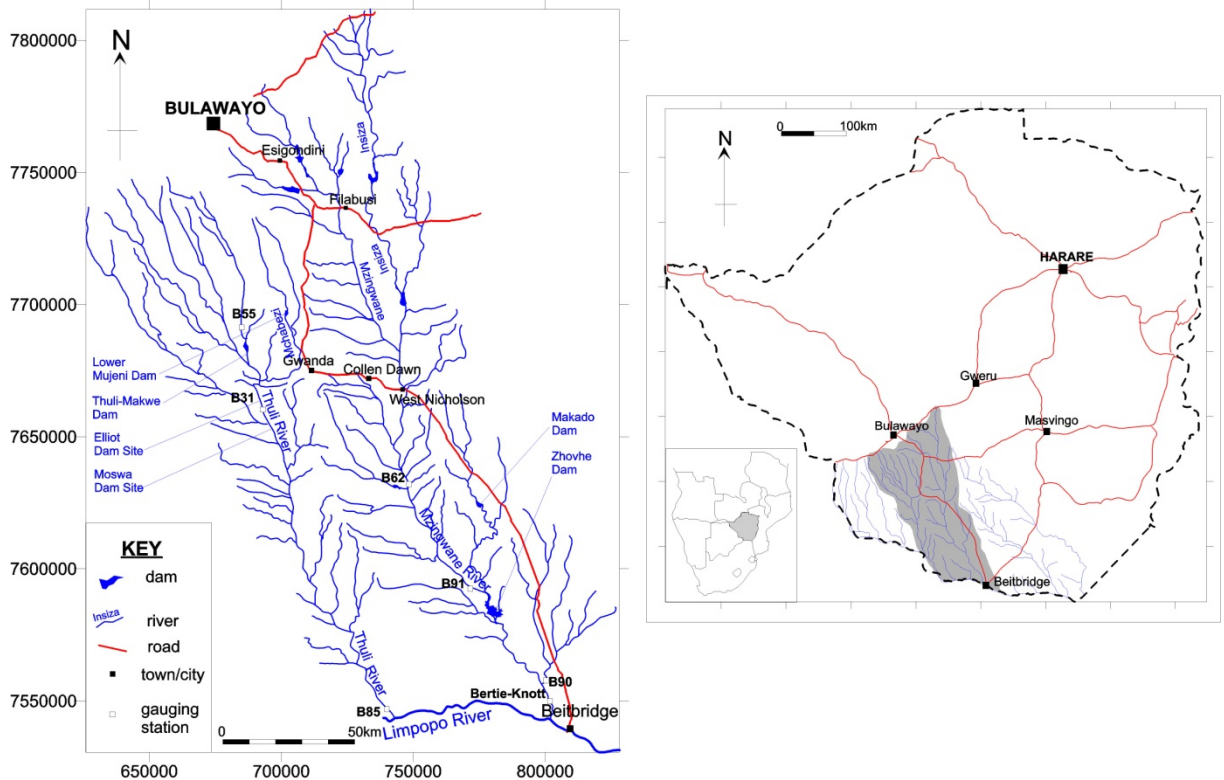 7800000
7750000
7700000
7650000
7600000
7550000
650000
700000
750000
800000
N
BULAWAYO
Esigondini
Insiza
Filabusi
Insiza
Mzingwane
B55
Mchabezi
Gwanda
Collen Dawn
West Nicholson
Lower
Mujeni Dam
Thuli-Makwe
Dam
B31
Elliot
Dam Site
Moswa
Dam Site
Thuli River
Makado
Dam
Zhovhe
Dam
B62
Mzingwane River
B91
Thuli River
B90
Bertie-Knott
Beitbridge
B85
Limpopo River
0
50km
KEY
dam
Insiza
river
road
town/city
gauging
station
N
0
100km
HARARE
Gweru
Bulawayo
Masvingo
Beitbridge